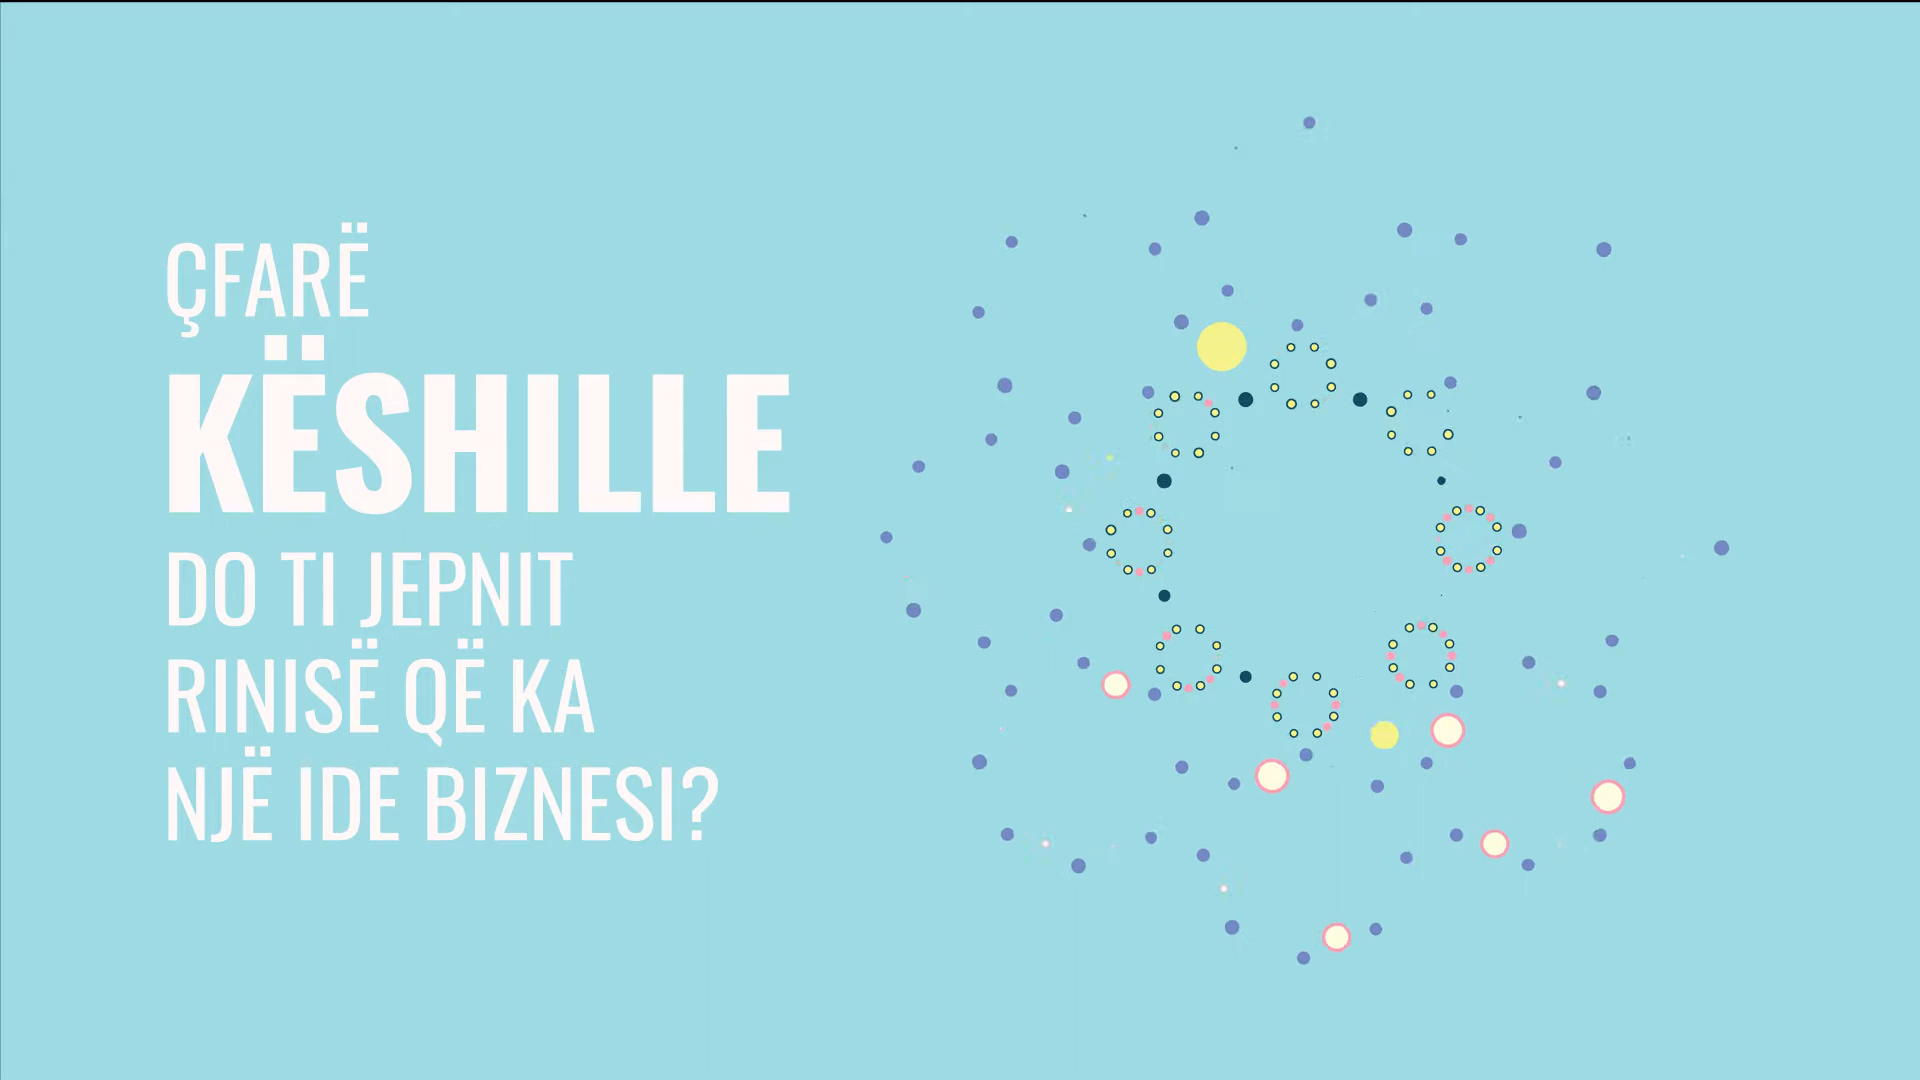 ÇFARË
KËSHILLE
DO TI JEPNIT
RINISË QË KA
NJË IDE BIZNESI?